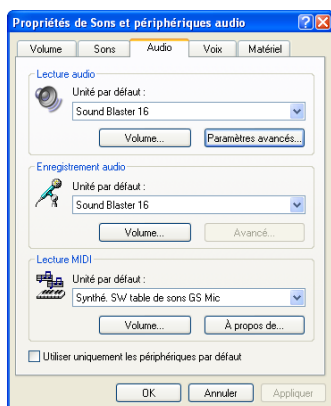 Propriétés de Sons et périphériques audio
Volume Sons Audio Voix Matériel
Lecture audio
Unité par défaut :
Sound Blaster 16
Volume... Paramètres avancés...
Enregistrement audio
Unité par défaut :
Sound Blaster 16
Volume... Avancé...
Lecture MIDI
Unité par défaut :
Synthé. SW table de sons GS Mic
Volume... À propos de...
Utiliser uniquement les périphériques par défaut
OK Annuler Appliquer